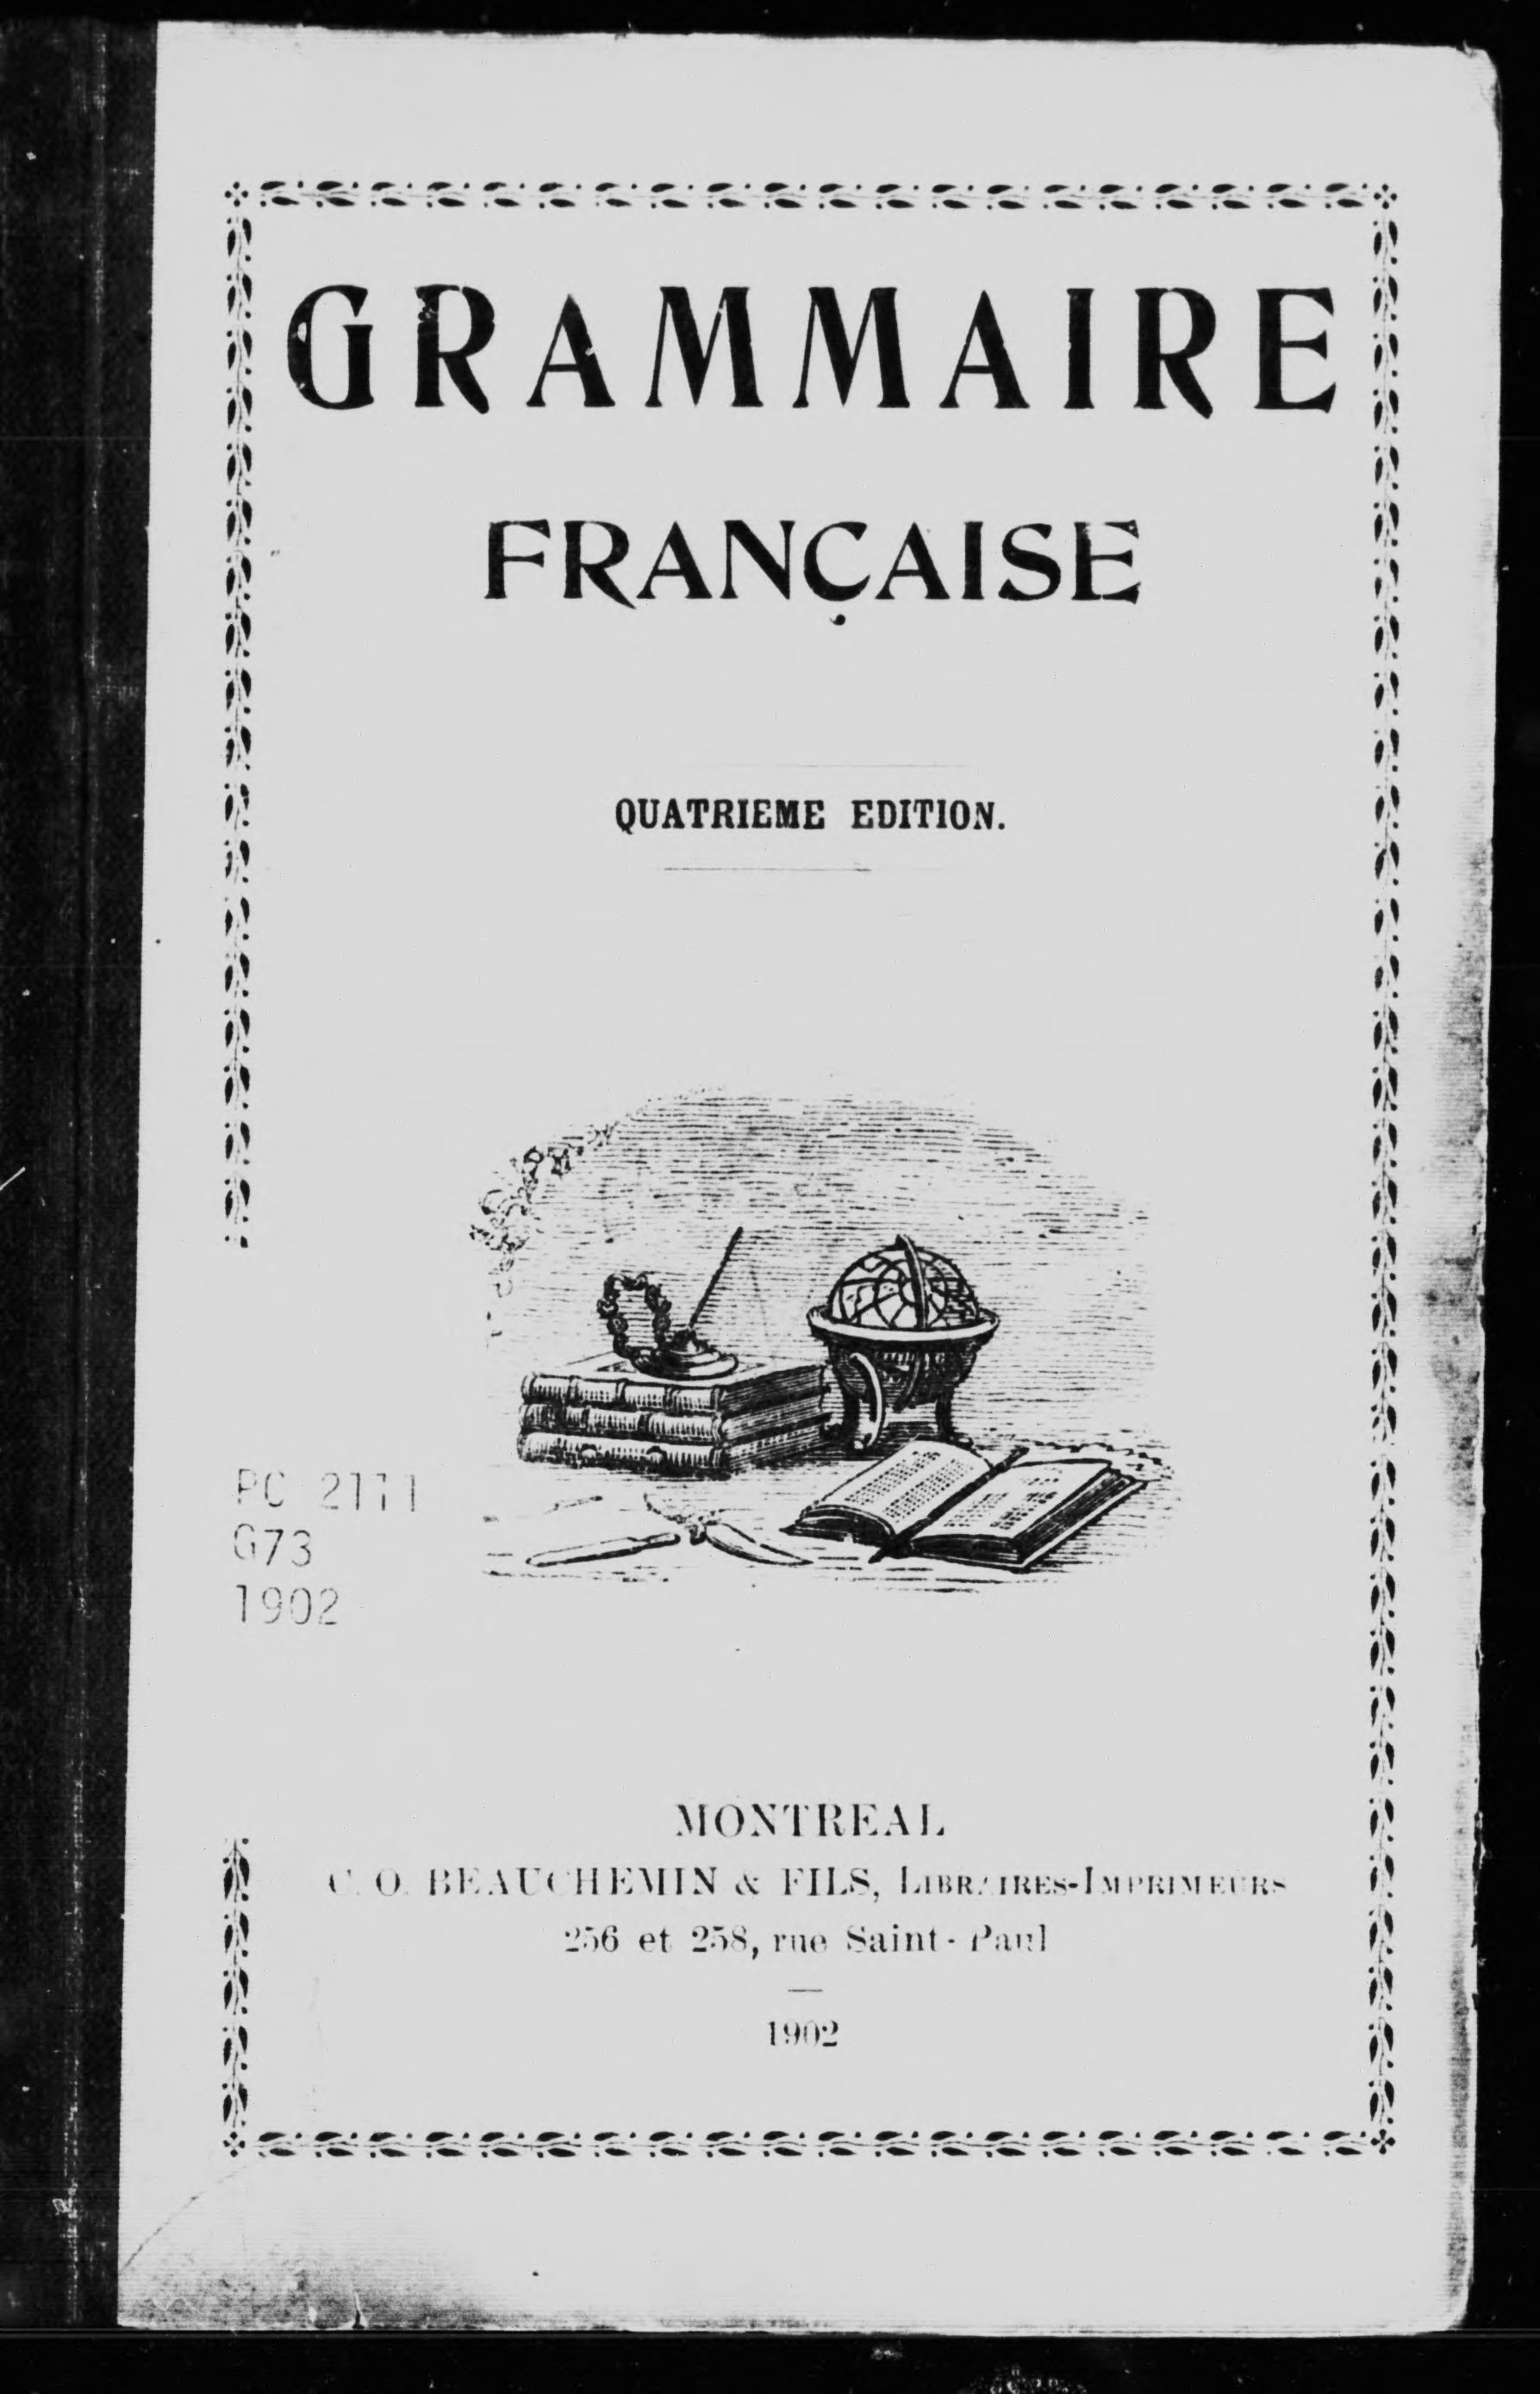 GRAMMAIRE
FRANÇAISE
QUATRIEME EDITION.
PC 2111
G73
1902
MONTREAL
C. O. BEAUCHEMIN & FILS, LIBRAIRES-IMPRIMEURS
256 et 258, rue Saint-Paul
1902